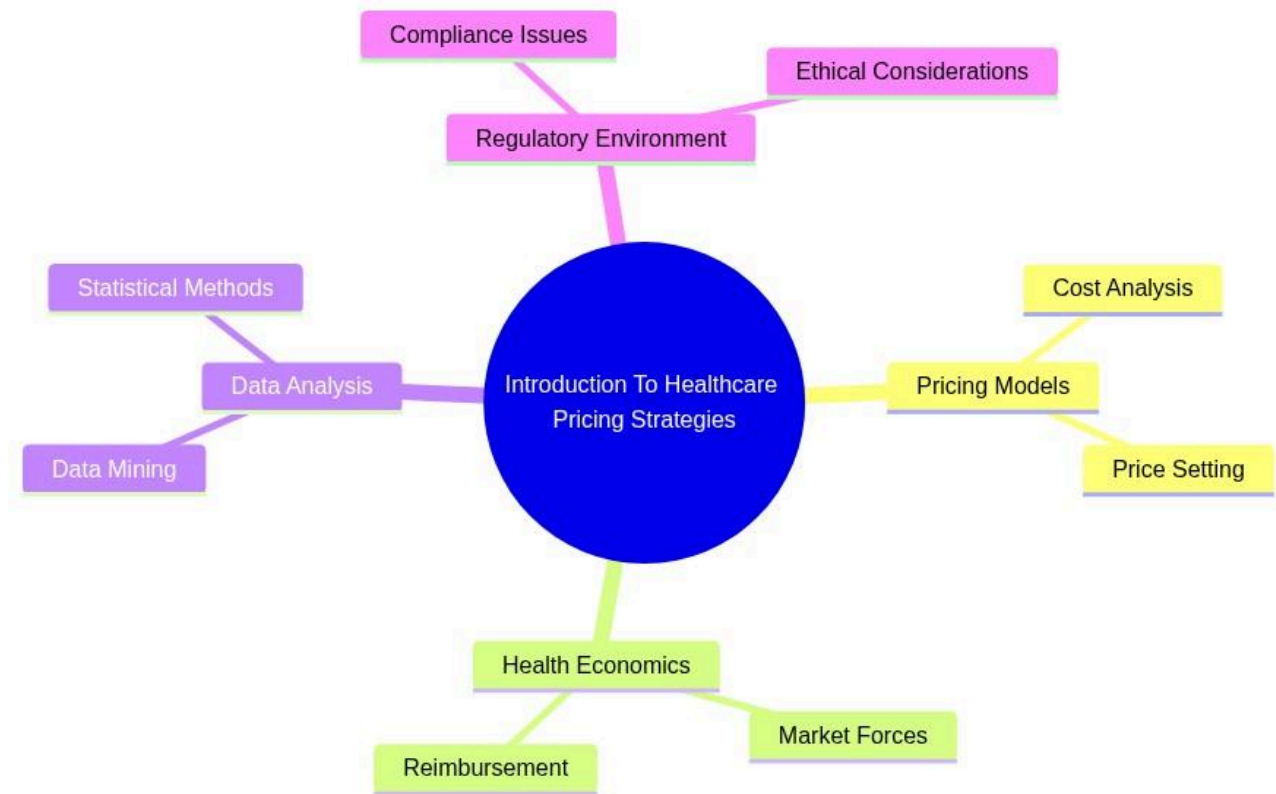 Compliance Issues
Ethical Considerations
Regulatory Environment
Statistical Methods
Cost Analysis
Data Analysis
Introduction To Healthcare
Pricing Strategies
Pricing Models
Data Mining
Price Setting
Health Economics
Market Forces
Reimbursement